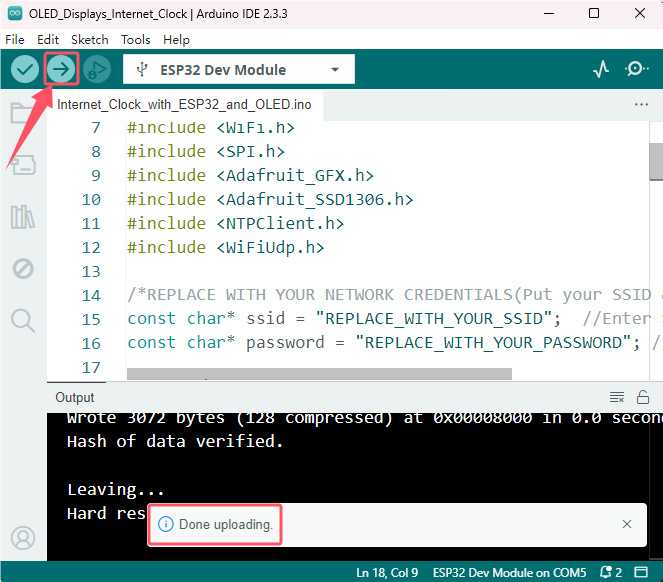 OLED_Displays_Internet_Clock | Arduino IDE 2.3.3
File Edit Sketch Tools Help
ESP32 Dev Module
Internet_Clock_with_ESP32_and_OLED.ino
7 #include <WiFi.h>
8 #include <SPI.h>
9 #include <Adafruit_GFX.h>
10 #include <Adafruit_SSD1306.h>
11 #include <NTPClient.h>
12 #include <WiFiUdp.h>
13
14 /*REPLACE WITH YOUR NETWORK CREDENTIALS(Put your SSID
15 const char* ssid = "REPLACE_WITH_YOUR_SSID"; //Enter
16 const char* password = "REPLACE_WITH_YOUR_PASSWORD"; /
17
Output
Wrote 3072 bytes (128 compressed) at 0x00008000 in 0.0 secon
Hash of data verified.
Leaving...
Hard res
Done uploading.
Ln 18, Col 9 ESP32 Dev Module on COM5 2